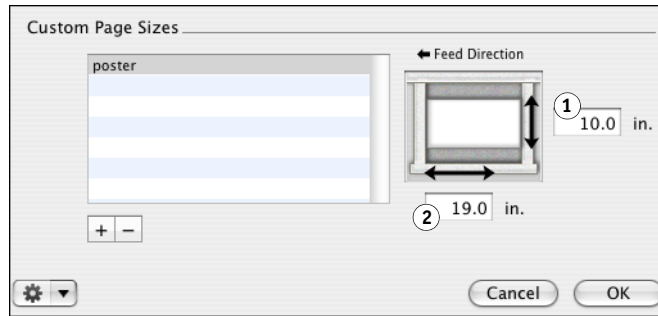 Custom Page Sizes
poster
Feed Direction
1
10.0 in.
2
19.0 in.
+ −
Cancel OK